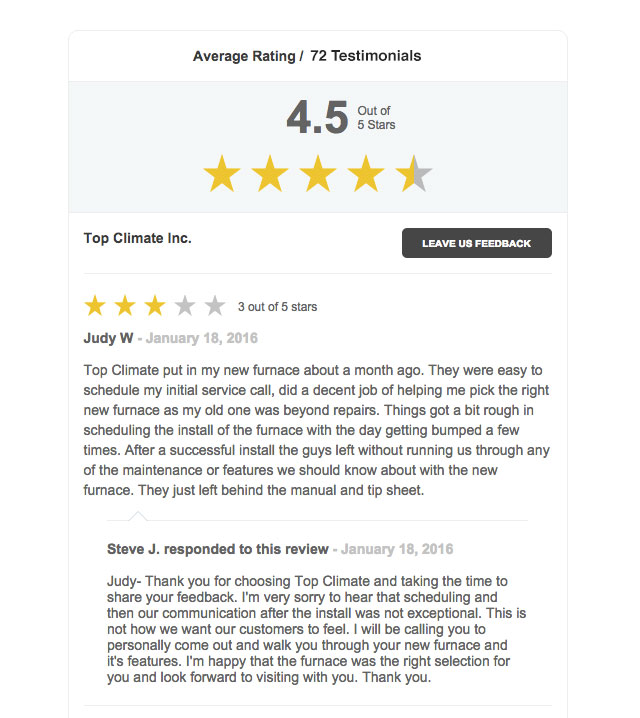 Average Rating / 72 Testimonials
4.5 Out of
5 Stars
Top Climate Inc.
LEAVE US FEEDBACK
3 out of 5 stars
Judy W - January 18, 2016
Top Climate put in my new furnace about a month ago. They were easy to
schedule my initial service call, did a decent job of helping me pick the right
new furnace as my old one was beyond repairs. Things got a bit rough in
scheduling the install of the furnace with the day getting bumped a few
times. After a successful install the guys left without running us through any
of the maintenance or features we should know about with the new
furnace. They just left behind the manual and tip sheet.
Steve J. responded to this review - January 18, 2016
Judy- Thank you for choosing Top Climate and taking the time to
share your feedback. I'm very sorry to hear that scheduling and
then our communication after the install was not exceptional. This is
not how we want our customers to feel. I will be calling you to
personally come out and walk you through your new furnace and
it's features. I'm happy that the furnace was the right selection for
you and look forward to visiting with you. Thank you.